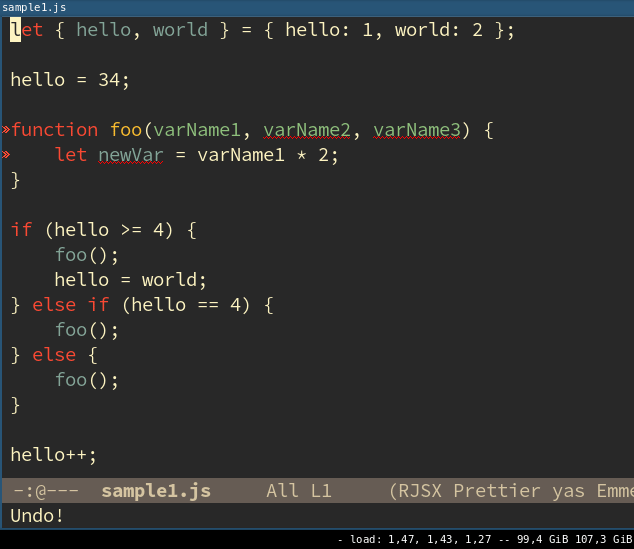 sample1.js
let { hello, world } = { hello: 1, world: 2 };
hello = 34;
function foo(varName1, varName2, varName3) {
let newVar = varName1 * 2;
}
if (hello >= 4) {
foo();
hello = world;
} else if (hello == 4) {
foo();
} else {
foo();
}
hello++;
-:@--- sample1.js All L1 (RJSX Prettier yas Emme
Undo!
- load: 1,47, 1,43, 1,27 -- 99,4 GiB 107,3 GiB